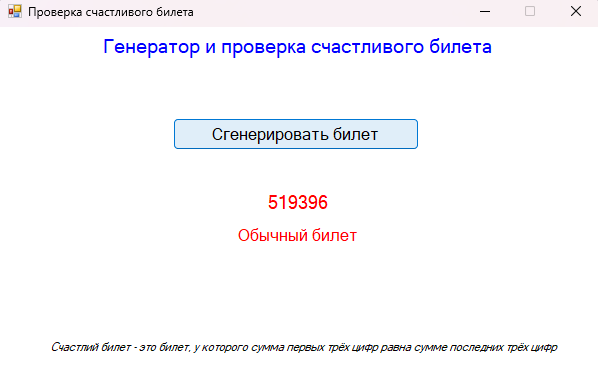 Проверка счастливого билета
Генератор и проверка счастливого билета
Сгенерировать билет
519396
Обычный билет
Счастлий билет - это билет, у которого сумма первых трёх цифр равна сумме последних трёх цифр